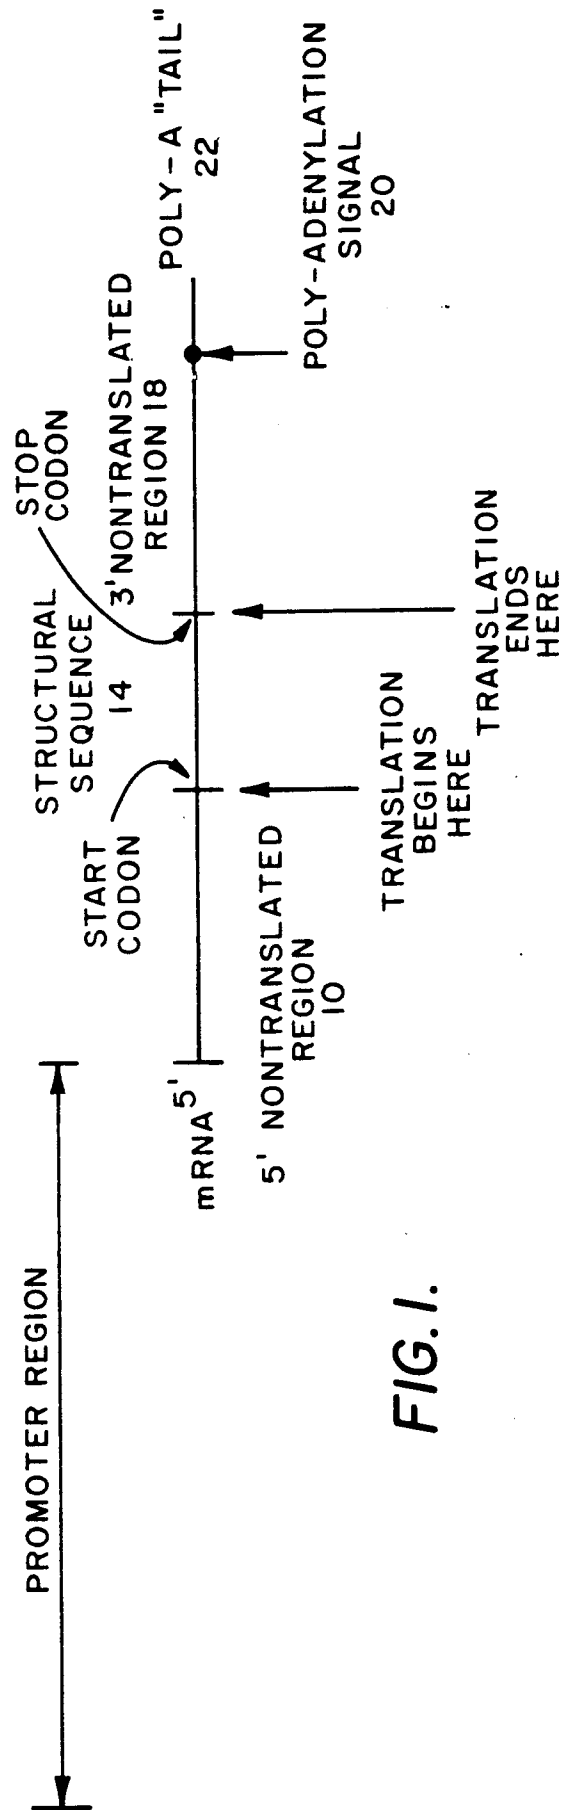 PROMOTER REGION
mRNA 5'
5' NONTRANSLATED
REGION
10
START
CODON
TRANSLATION
BEGINS
HERE
STRUCTURAL
SEQUENCE
14
STOP
CODON
TRANSLATION
ENDS
HERE
3' NONTRANSLATED
REGION 18
POLY-ADENYLATION
SIGNAL
20
POLY-A "TAIL"
22
FIG. 1.